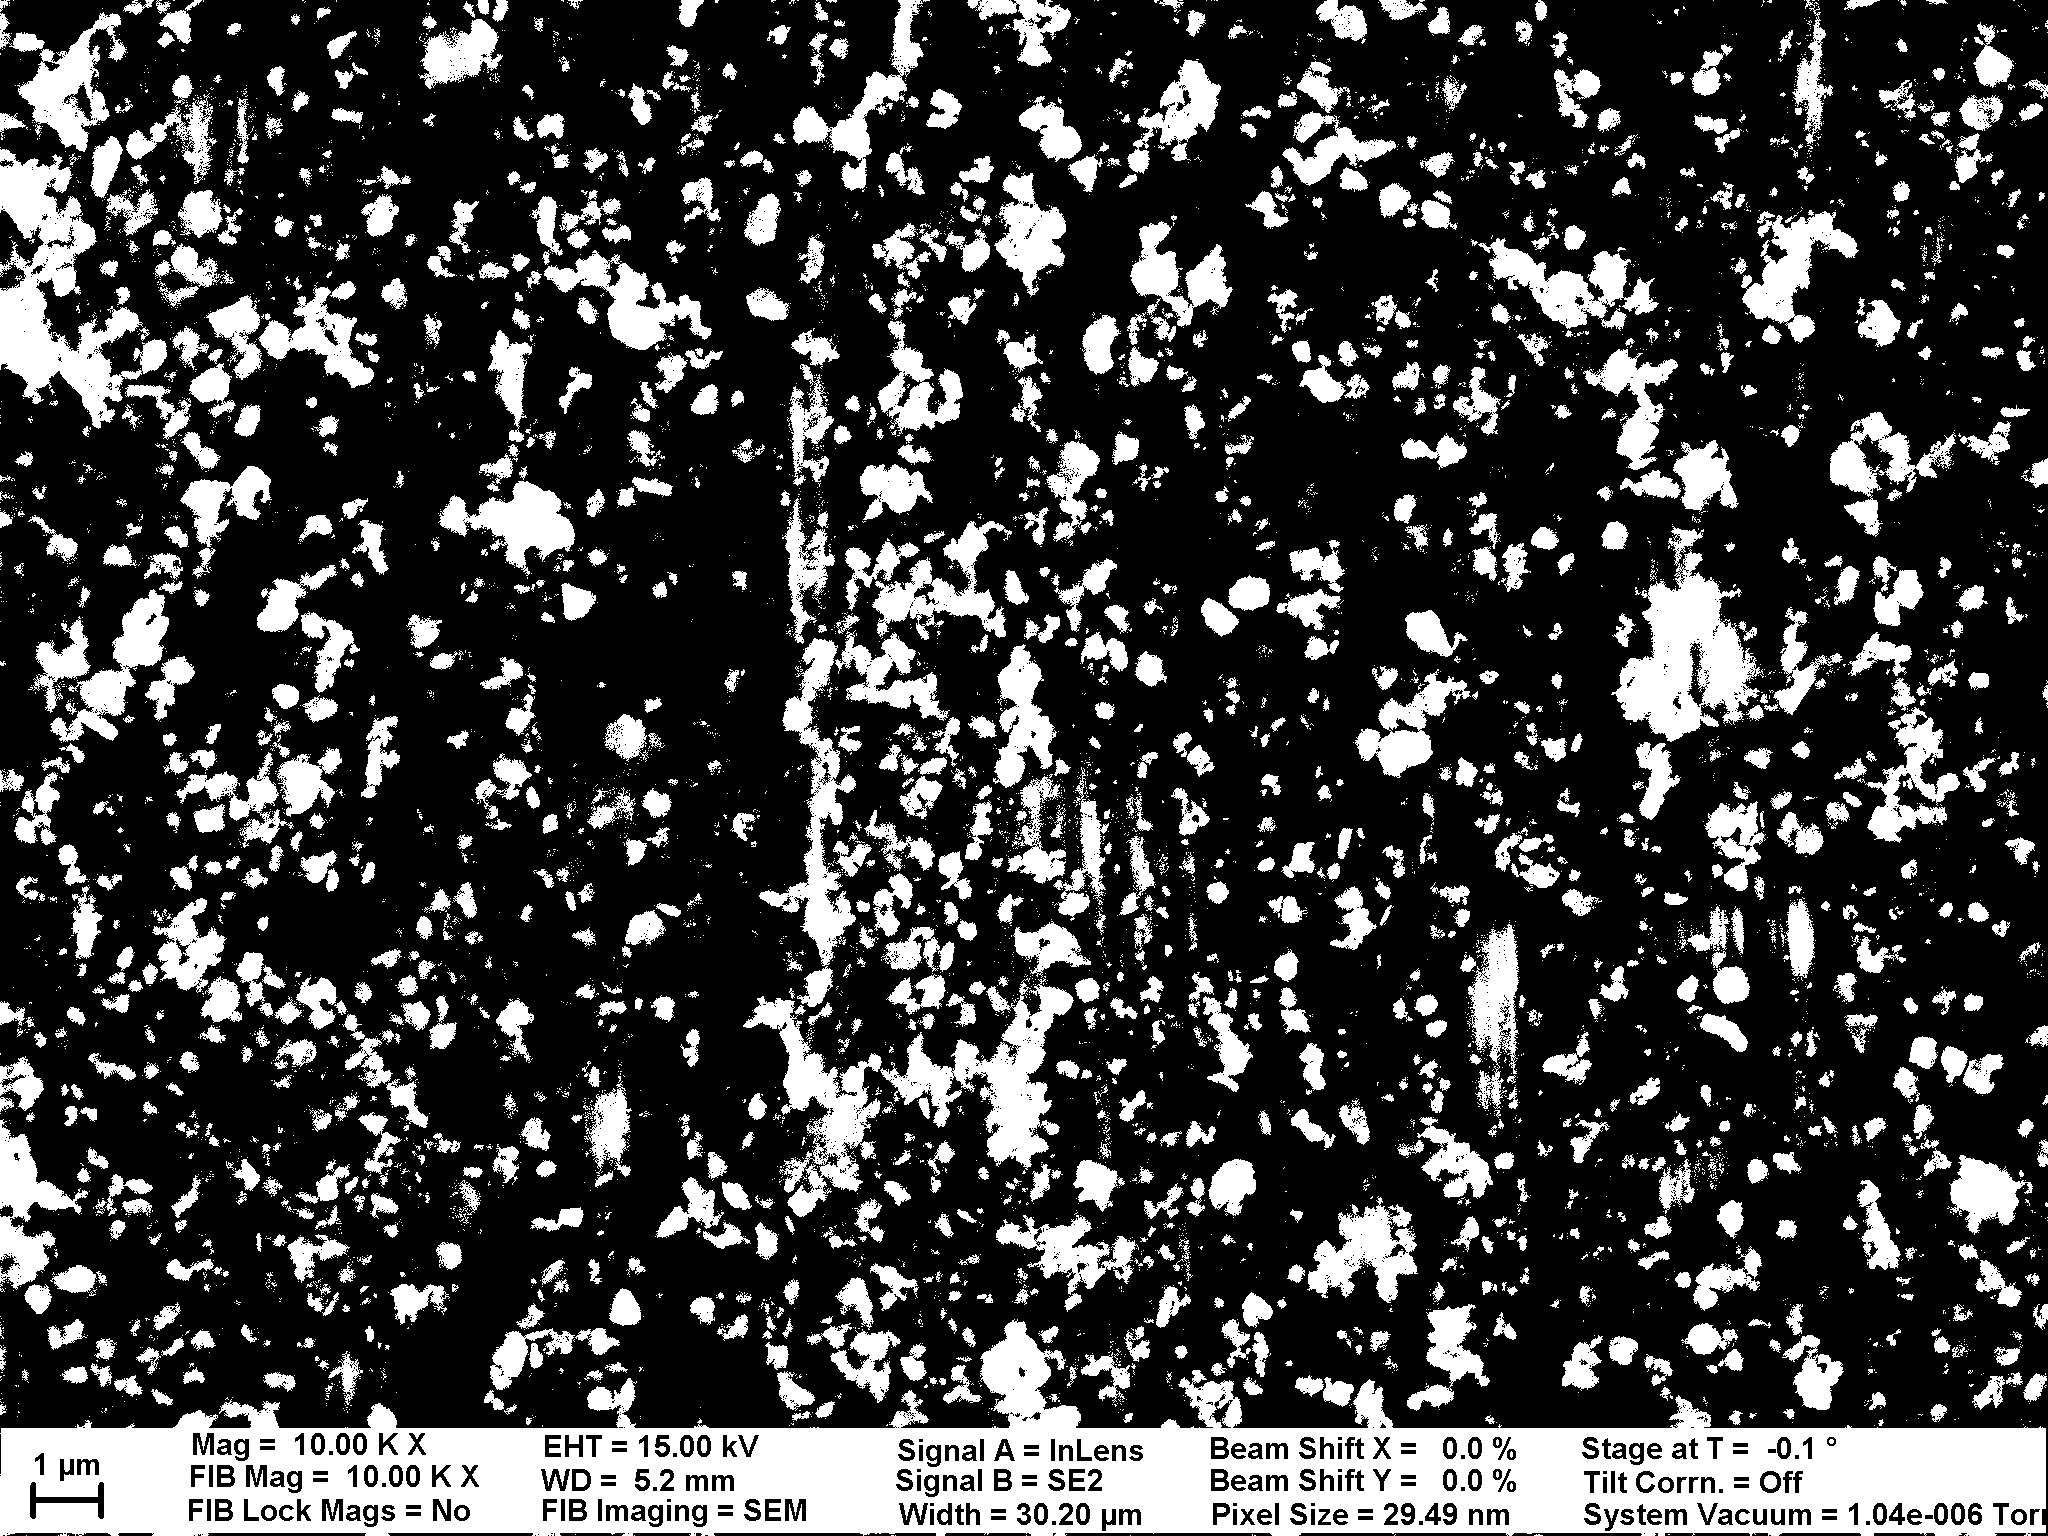 1 µm
Mag = 10.00 K X
FIB Mag = 10.00 K X
FIB Lock Mags = No
EHT = 15.00 kV
WD = 5.2 mm
FIB Imaging = SEM
Signal A = InLens
Signal B = SE2
Width = 30.20 µm
Beam Shift X = 0.0 %
Beam Shift Y = 0.0 %
Pixel Size = 29.49 nm
Stage at T = -0.1 °
Tilt Corrn. = Off
System Vacuum = 1.04e-006